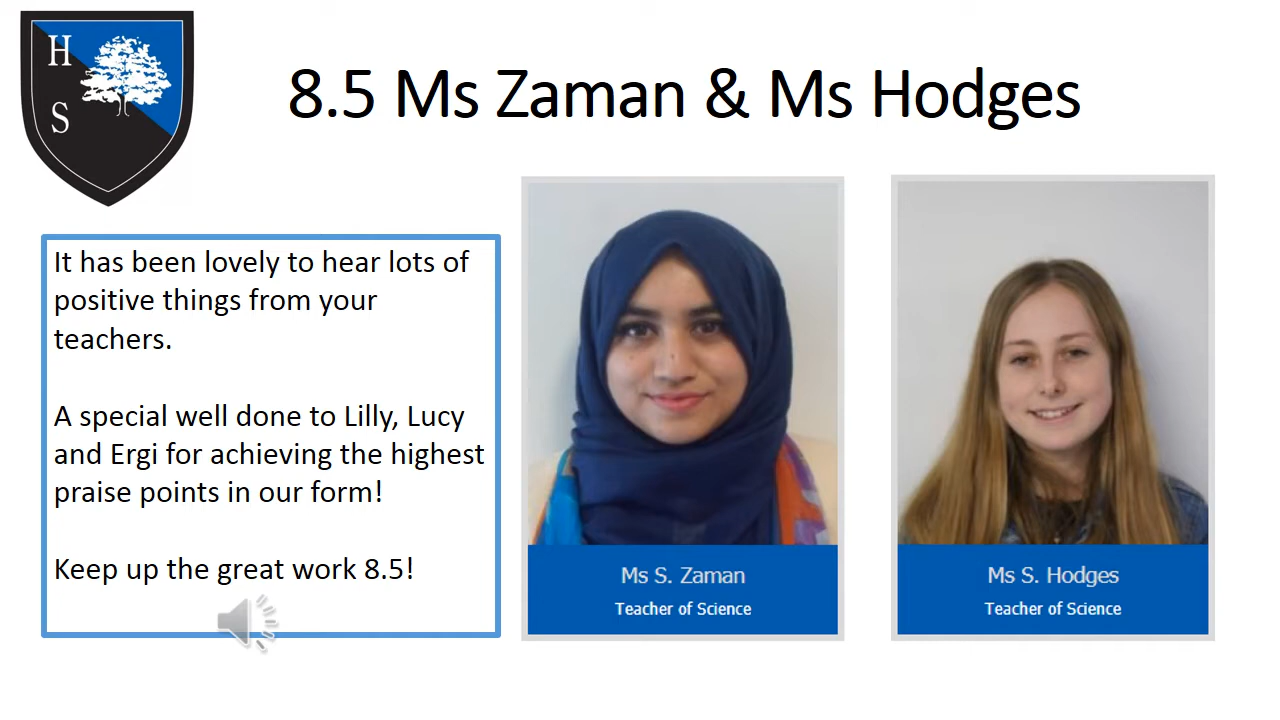 H
S
8.5 Ms Zaman & Ms Hodges
It has been lovely to hear lots of
positive things from your
teachers.
A special well done to Lilly, Lucy
and Ergi for achieving the highest
praise points in our form!
Keep up the great work 8.5!
Ms S. Zaman
Teacher of Science
Ms S. Hodges
Teacher of Science